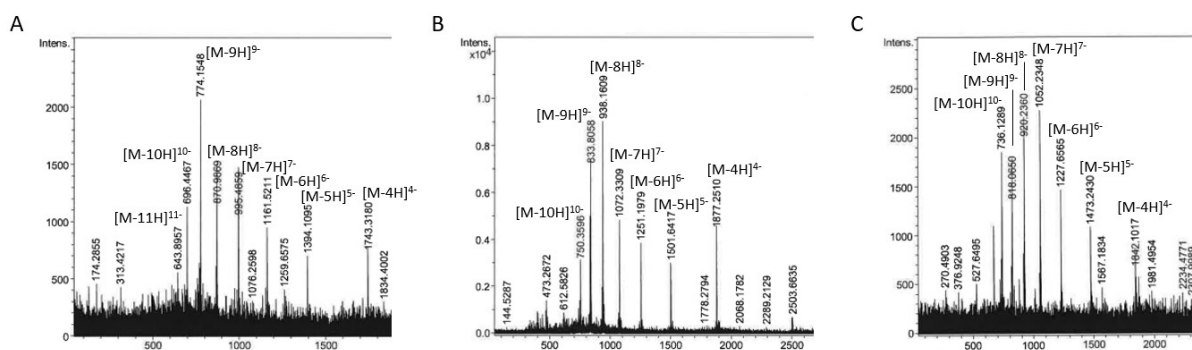 A
Intens.
2000
1500
1000
500
0
[M-9H]9-
774.1548
[M-10H]10-
696.4467
[M-8H]8-
870.9669
[M-7H]7-
995.4859
[M-6H]6-
1161.5211
[M-5H]5-
1394.1095
[M-4H]4-
1743.3180
[M-11H]11-
643.8957
174.2855
313.4217
1076.2598
1259.6575
1834.4002
500
1000
1500
B
Intens.
x104
1.0
0.8
0.6
0.4
0.2
0.0
[M-8H]8-
938.1609
[M-9H]9-
833.8058
[M-7H]7-
1072.3309
[M-6H]6-
1251.1979
[M-5H]5-
1501.6417
[M-4H]4-
1877.2510
[M-10H]10-
750.3596
144.5287
473.2672
612.5826
1778.2794
2068.1782
2289.2129
2503.6635
500
1000
1500
2000
2500
C
Intens.
2500
2000
1500
1000
500
0
[M-7H]7-
1052.2348
[M-8H]8-
920.2360
[M-9H]9-
818.0650
[M-10H]10-
736.1289
[M-6H]6-
1227.6565
[M-5H]5-
1473.2430
[M-4H]4-
1842.1017
270.4903
376.9248
527.6495
1567.1834
1981.4954
2234.4771
500
1000
1500
2000